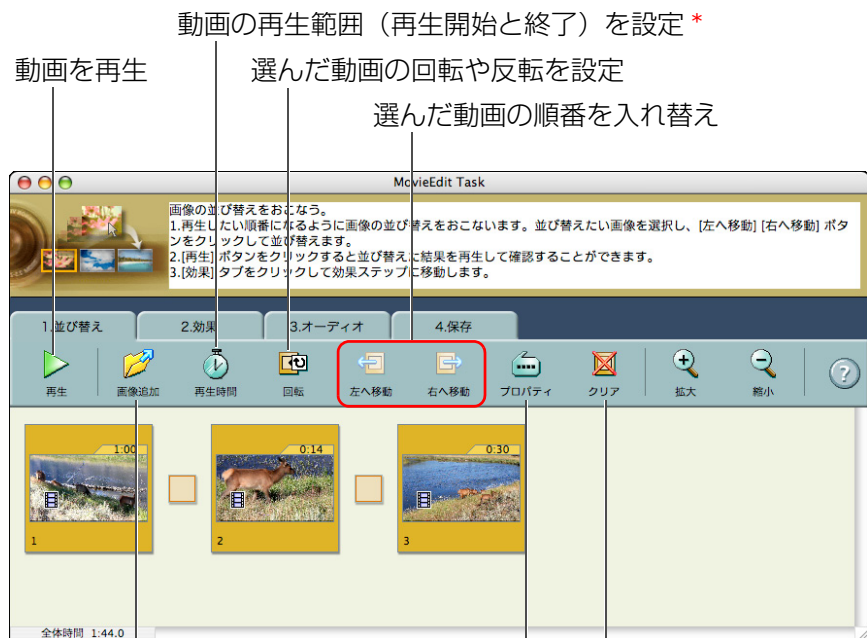 動画の再生範囲（再生開始と終了）を設定*
動画を再生
選んだ動画の回転や反転を設定
選んだ動画の順番を入れ替え
MovieEdit Task
画像の並び替えをおこなう。
1.再生したい順番になるように画像の並び替えをおこないます。並び替えたい画像を選択し、[左へ移動] [右へ移動] ボタ
ンをクリックして並び替えます。
2.[再生] ボタンをクリックすると並び替えた結果を再生して確認することができます。
3.[効果] タブをクリックして効果ステップに移動します。
1.並び替え
2.効果
3.オーディオ
4.保存
再生
画像追加
再生時間
回転
左へ移動
右へ移動
プロパティ
クリア
拡大
縮小
?
1:00
0:14
0:30
1
2
3
全体時間 1:44.0